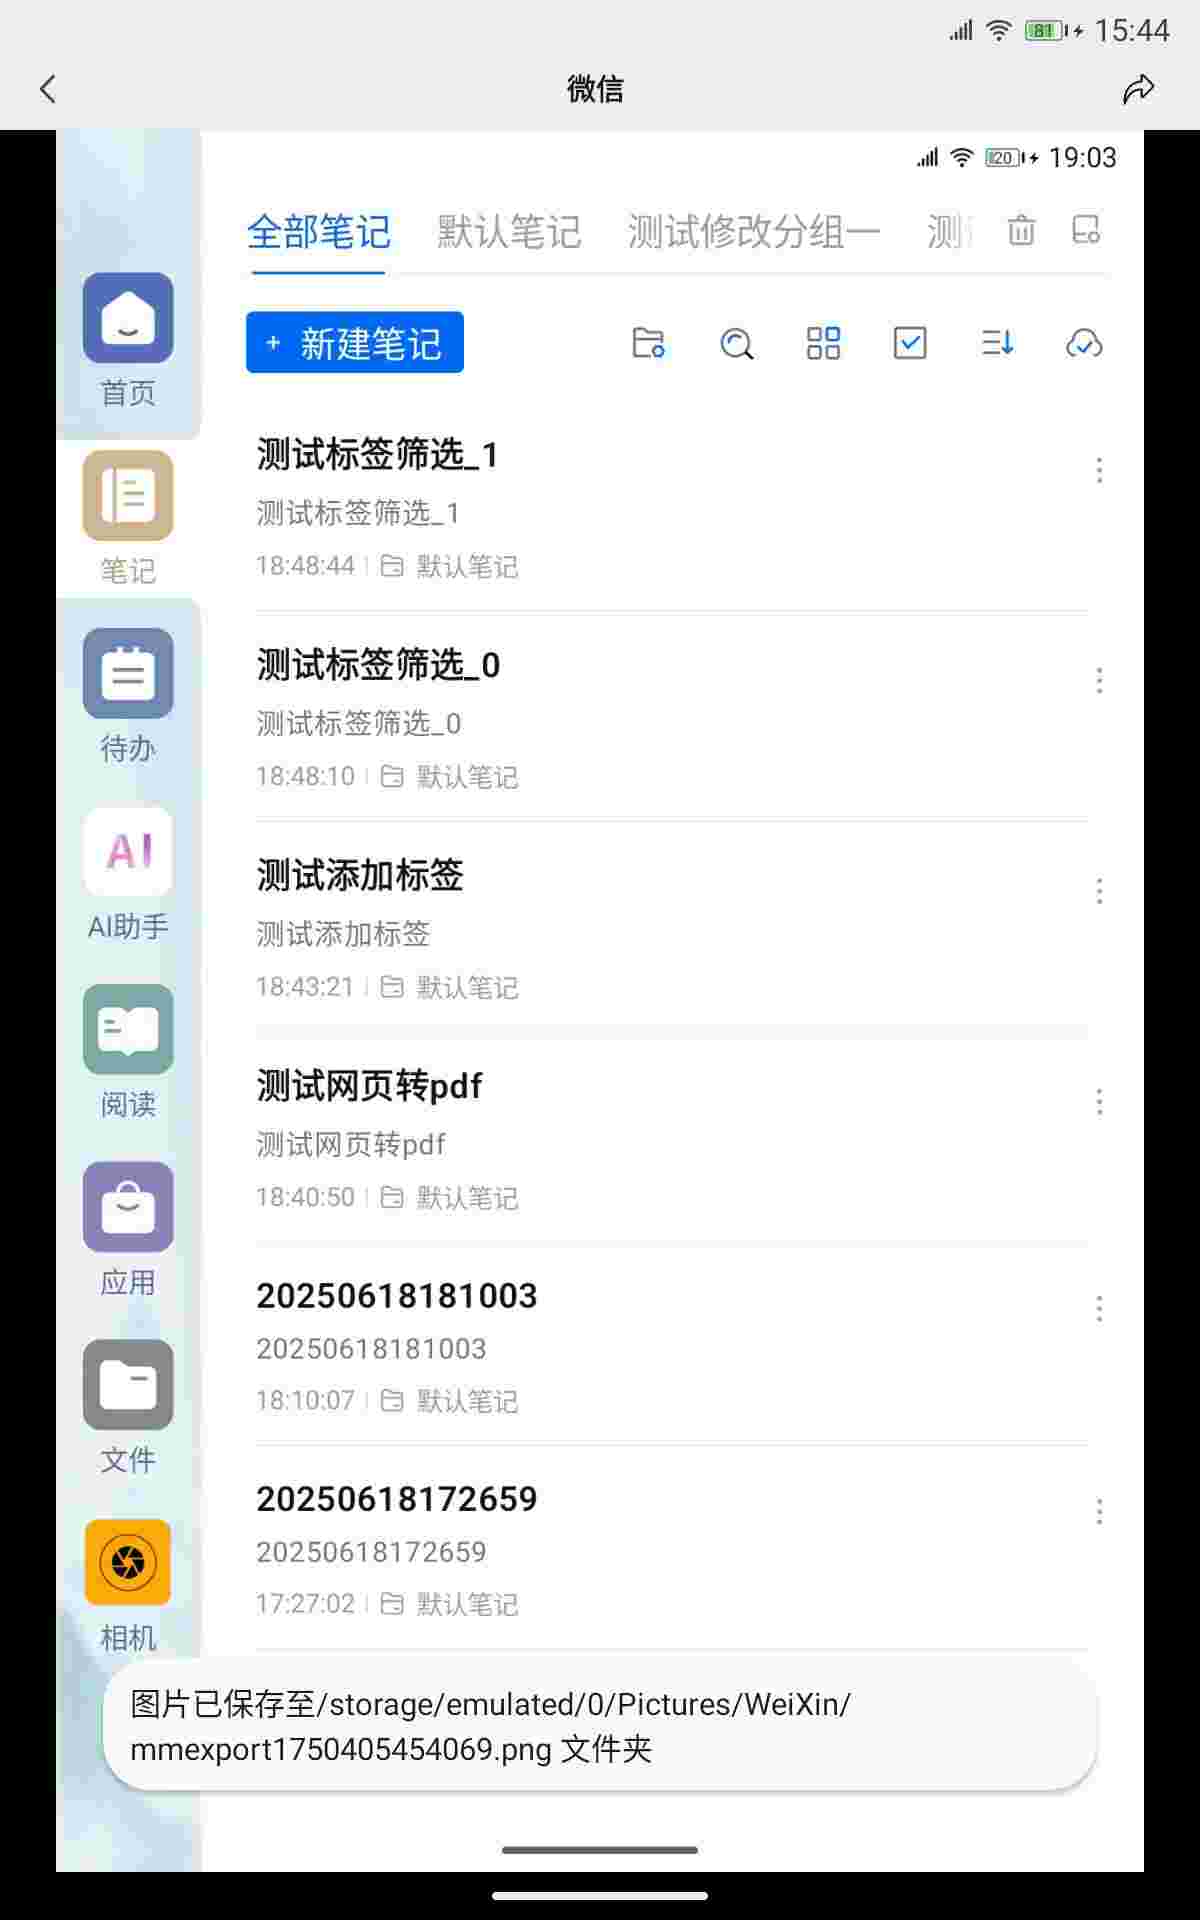 81 15:44
微信
20 19:03
全部笔记 默认笔记 测试修改分组一 测
+ 新建笔记
首页
笔记
待办
AI
AI助手
阅读
应用
文件
相机
测试标签筛选_1
测试标签筛选_1
18:48:44 默认笔记
测试标签筛选_0
测试标签筛选_0
18:48:10 默认笔记
测试添加标签
测试添加标签
18:43:21 默认笔记
测试网页转pdf
测试网页转pdf
18:40:50 默认笔记
20250618181003
20250618181003
18:10:07 默认笔记
20250618172659
20250618172659
17:27:02 默认笔记
图片已保存至/storage/emulated/0/Pictures/WeiXin/
mmexport1750405454069.png 文件夹